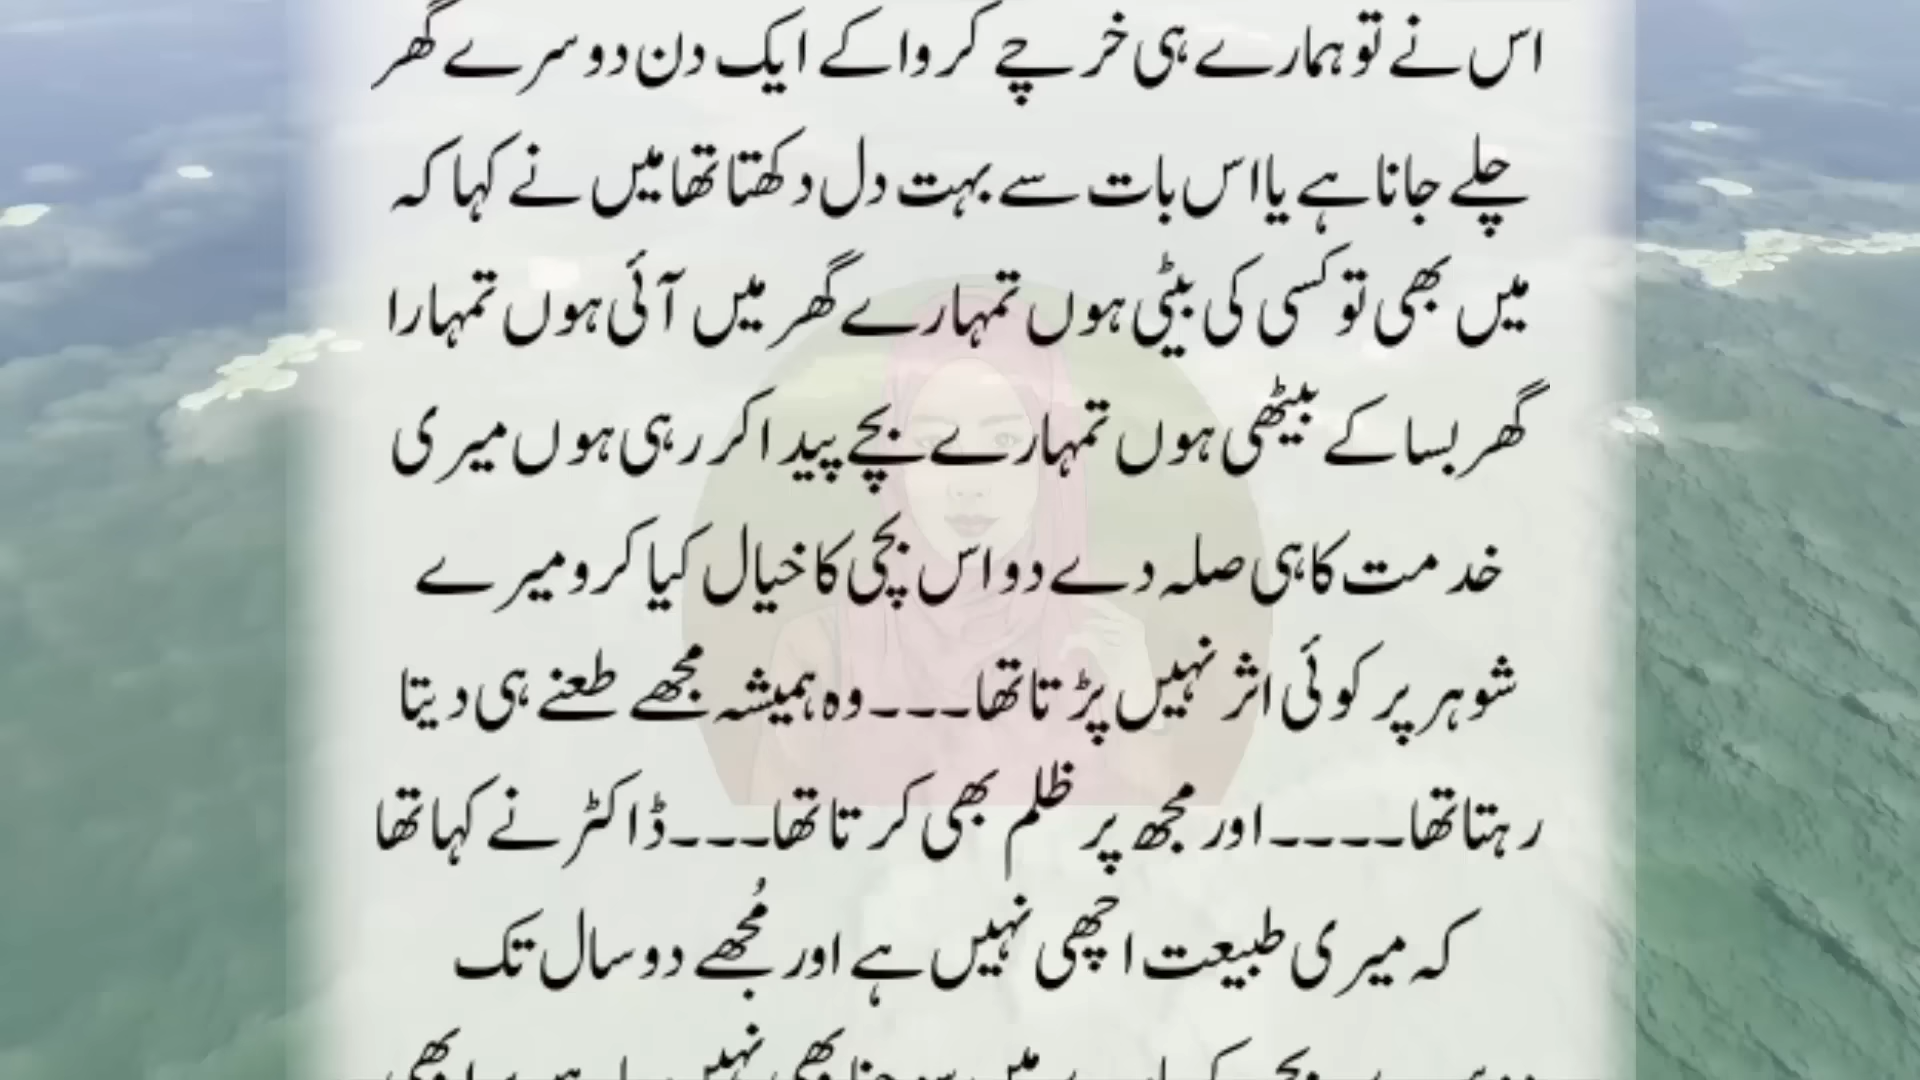 اس نے تو ہمارے ہی خرچے کروا کے ایک دن دوسرے گھر
چلے جانا ہے یا اس بات سے بہت دل دکھتا تھا میں نے کہا کہ
میں بھی تو کسی کی بیٹی ہوں تمہارے گھر میں آئی ہوں تمہارا
گھر بسا کے بیٹھی ہوں تمہارے بچے پیدا کر رہی ہوں میری
خدمت کا ہی صلہ دے دو اس بچی کا خیال کیا کرو میرے
شوہر پر کوئی اثر نہیں پڑتا تھا۔۔۔وہ ہمیشہ مجھے طعنے ہی دیتا
رہتا تھا۔۔۔۔اور مجھ پر ظلم بھی کرتا تھا۔۔۔ڈاکٹر نے کہا تھا
کہ میری طبیعت اچھی نہیں ہے اور مُجھے دو سال تک